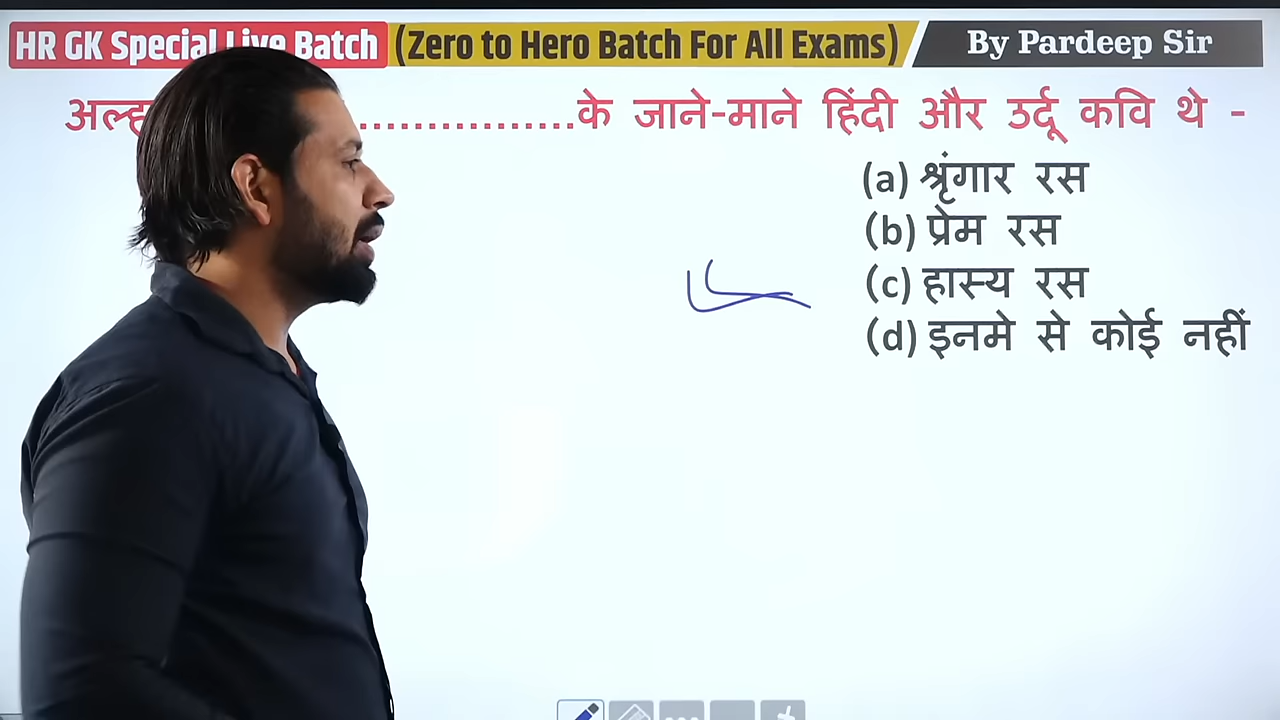 HR GK Special Live Batch (Zero to Hero Batch For All Exams) By Pardeep Sir
..................के जाने-माने हिंदी और उर्दू कवि थे -
(a) श्रृंगार रस
(b) प्रेम रस
(c) हास्य रस
(d) इनमे से कोई नहीं